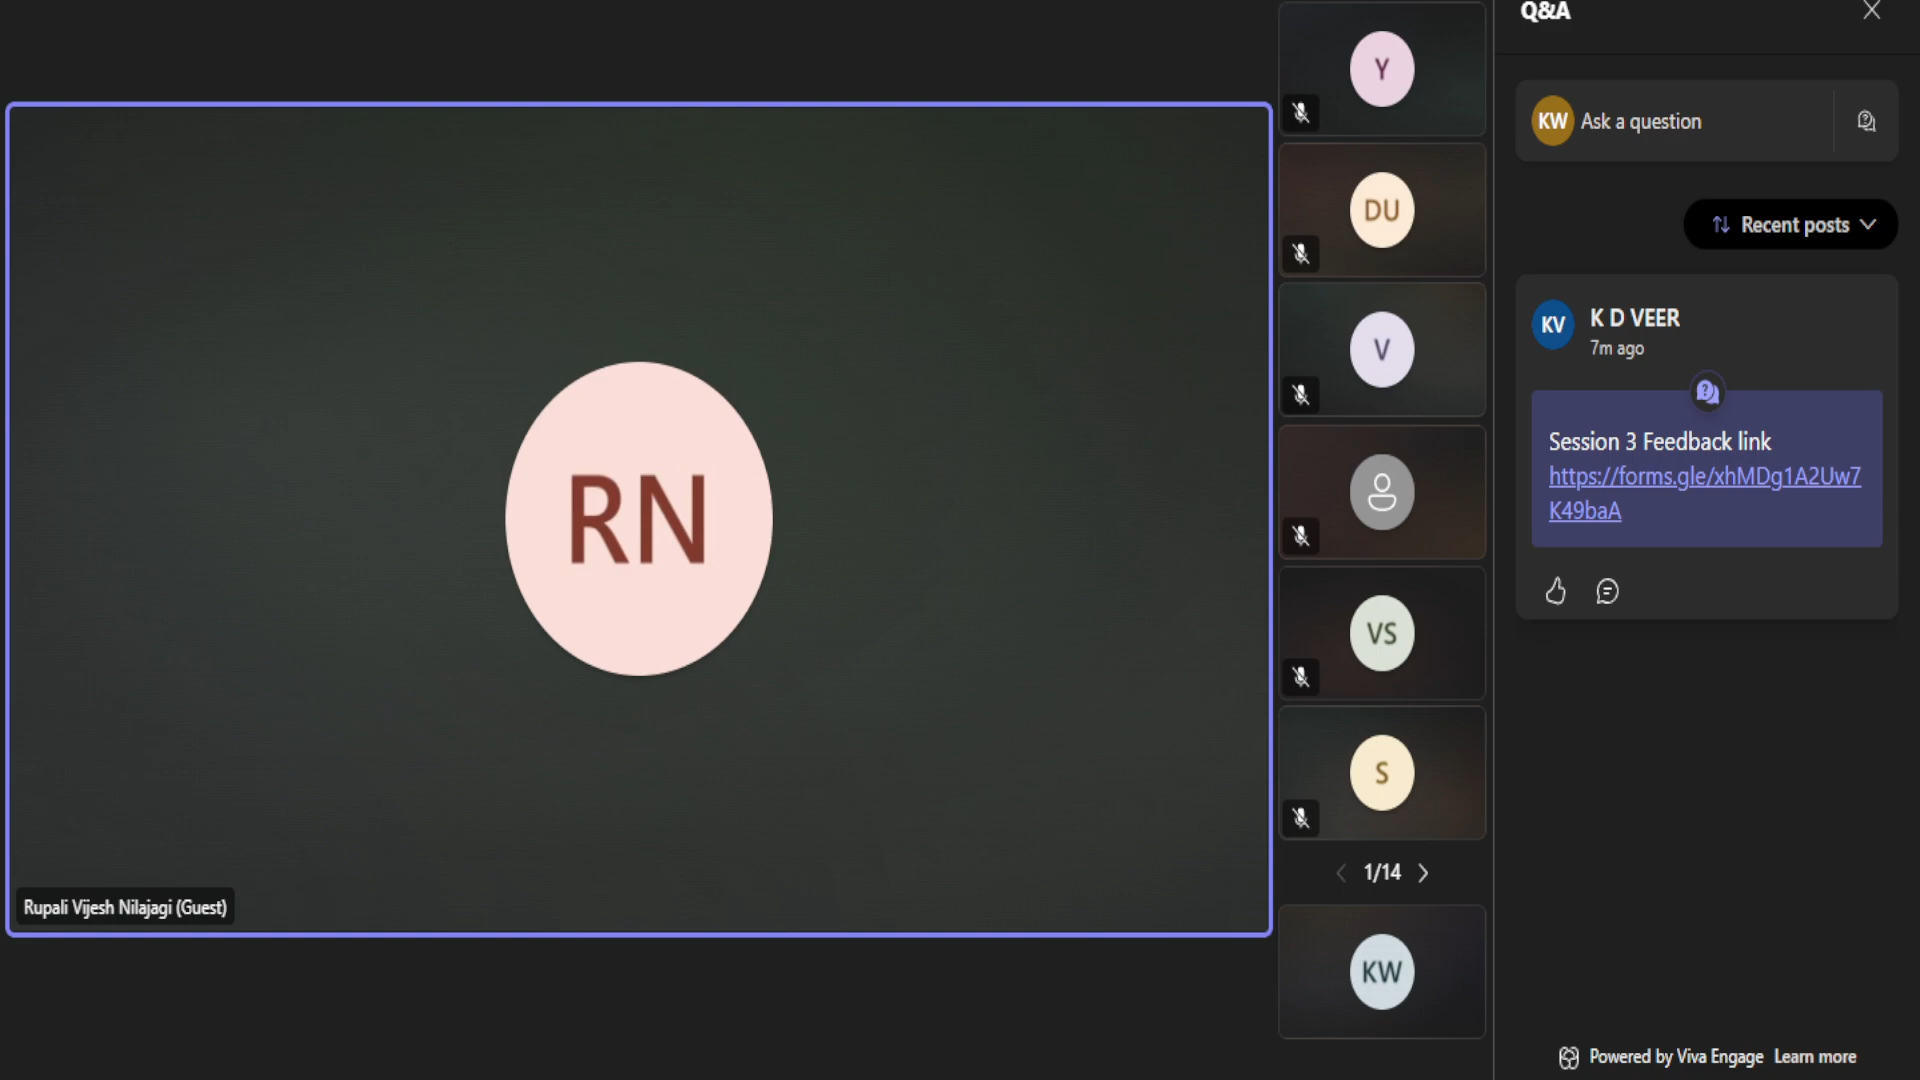 RN
Rupali Vijesh Nilajagi (Guest)
Y
DU
V
VS
S
1/14
KW
Q&A
KW Ask a question
Recent posts
KV K D VEER
7m ago
Session 3 Feedback link
https://forms.gle/xhMDg1A2Uw7
K49baA
Powered by Viva Engage Learn more